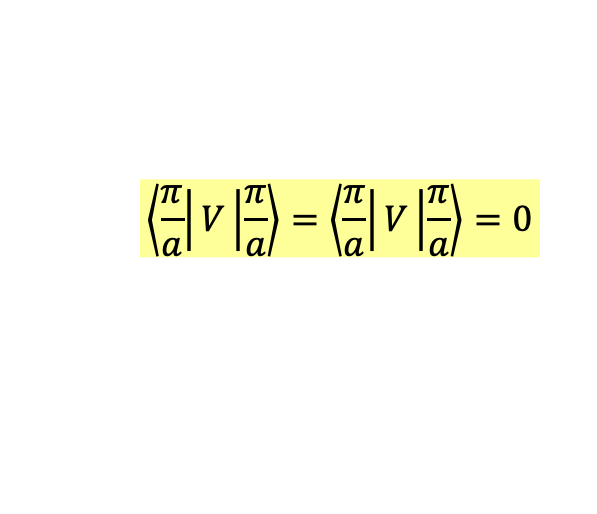 ⟨π/a| V |π/a⟩ = ⟨π/a| V |π/a⟩ = 0